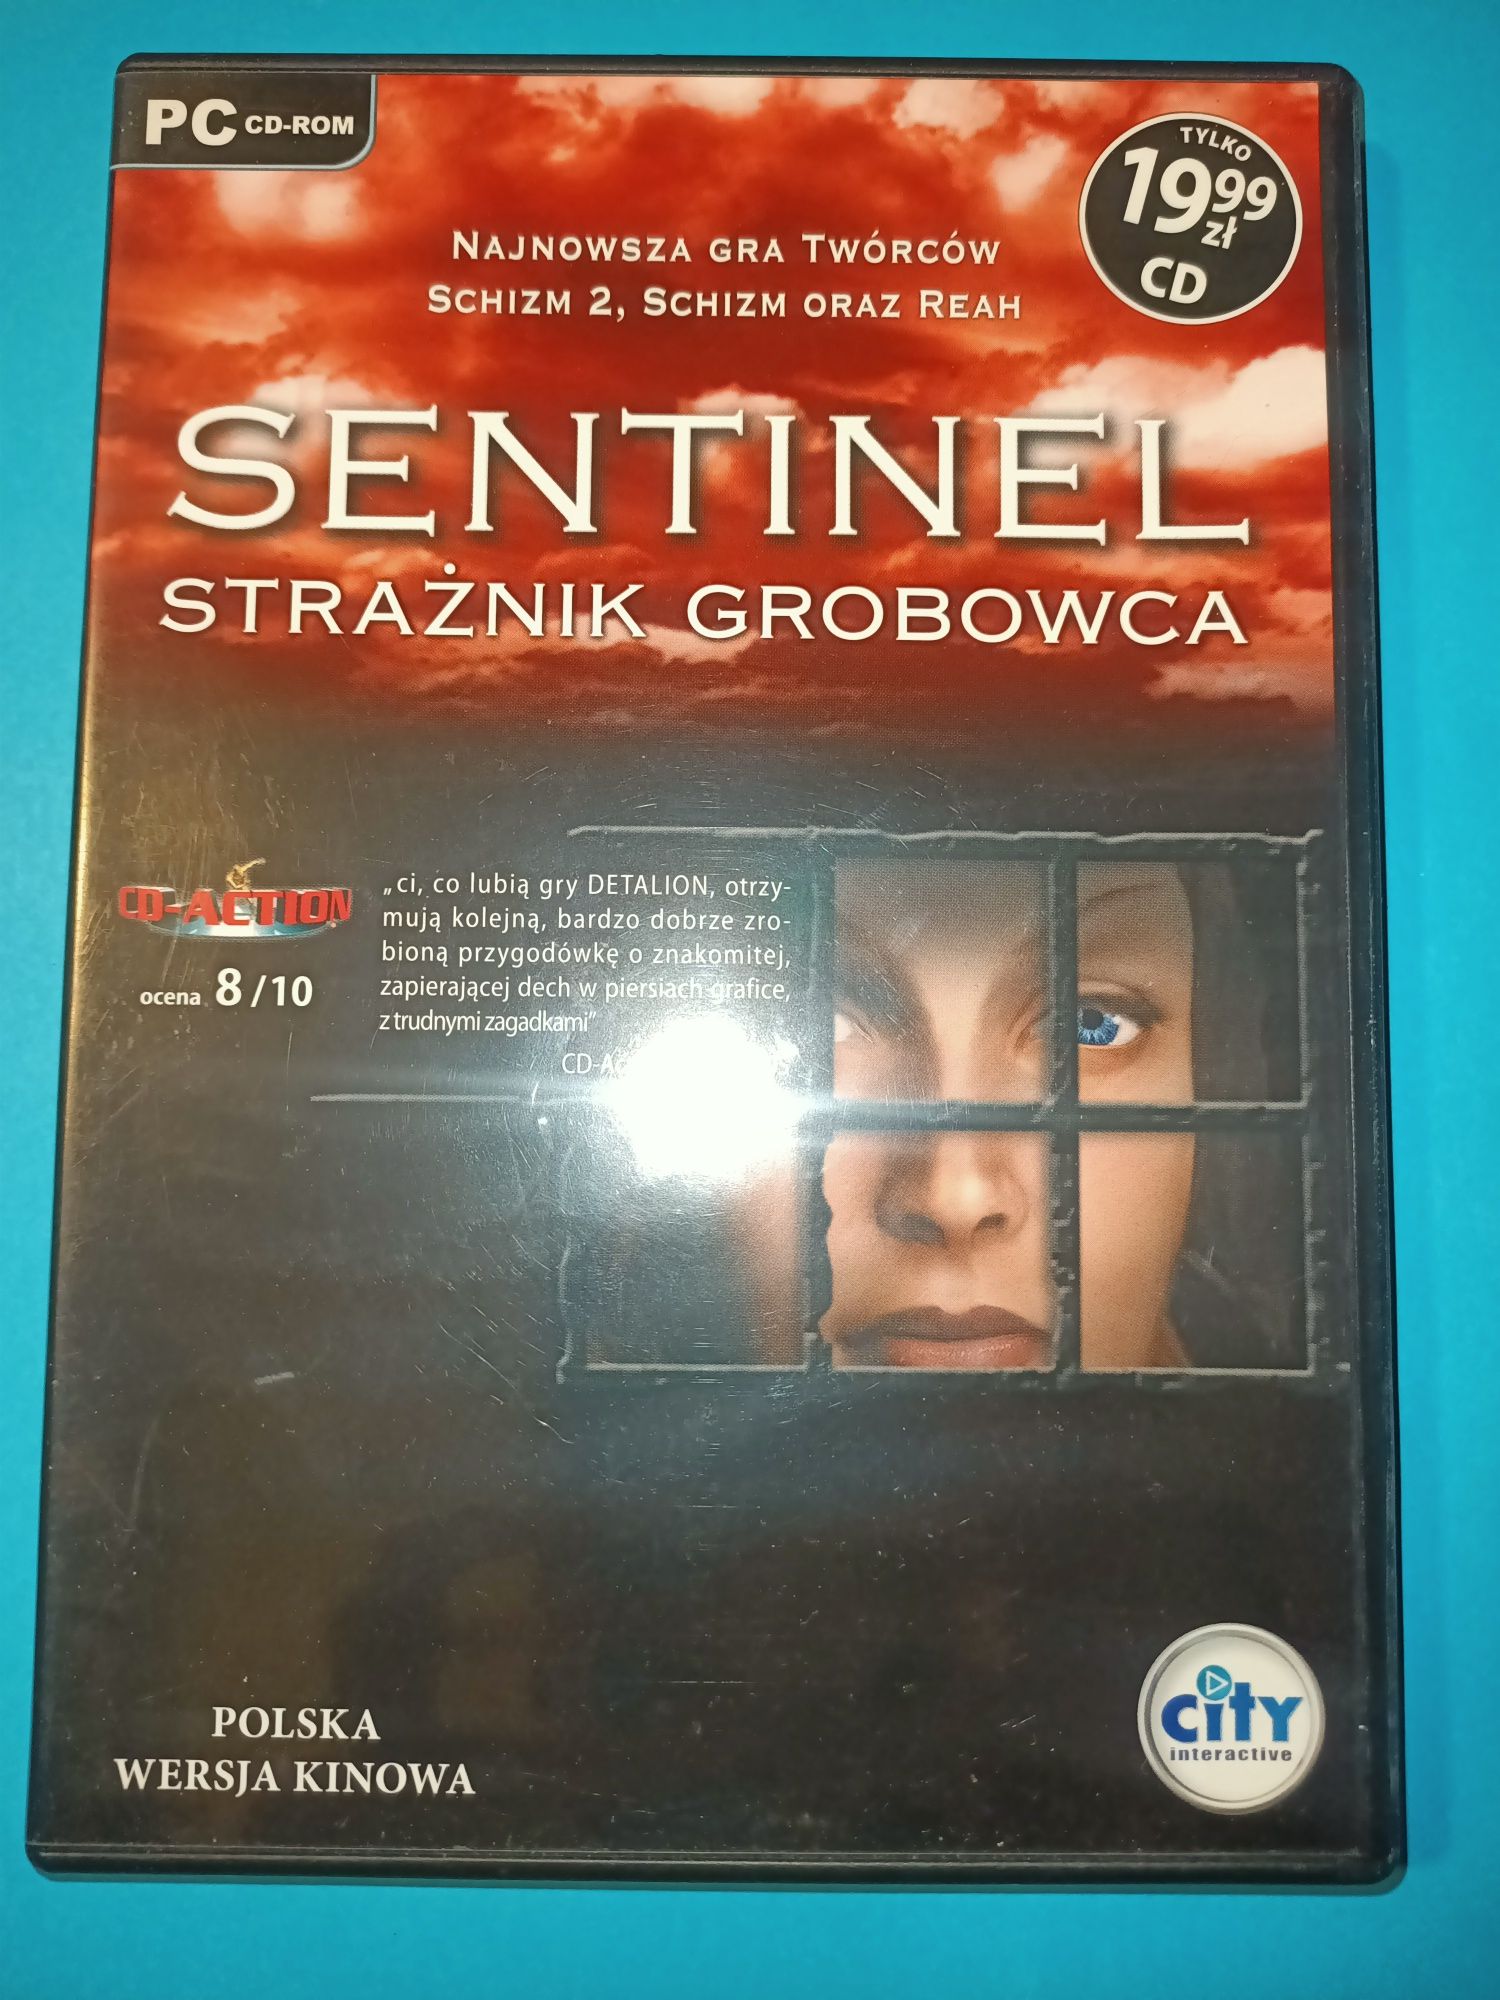 PC CD-ROM
TYLKO
1999
zł
CD
NAJNOWSZA GRA TWÓRCÓW
SCHIZM 2, SCHIZM ORAZ REAH
SENTINEL
STRAŻNIK GROBOWCA
CD-ACTION
ocena 8/10
„ci, co lubią gry DETALION, otrzy-
mują kolejną, bardzo dobrze zro-
bioną przygodówkę o znakomitej,
zapierającej dech w piersiach grafice,
z trudnymi zagadkami”
POLSKA
WERSJA KINOWA
city
interactive